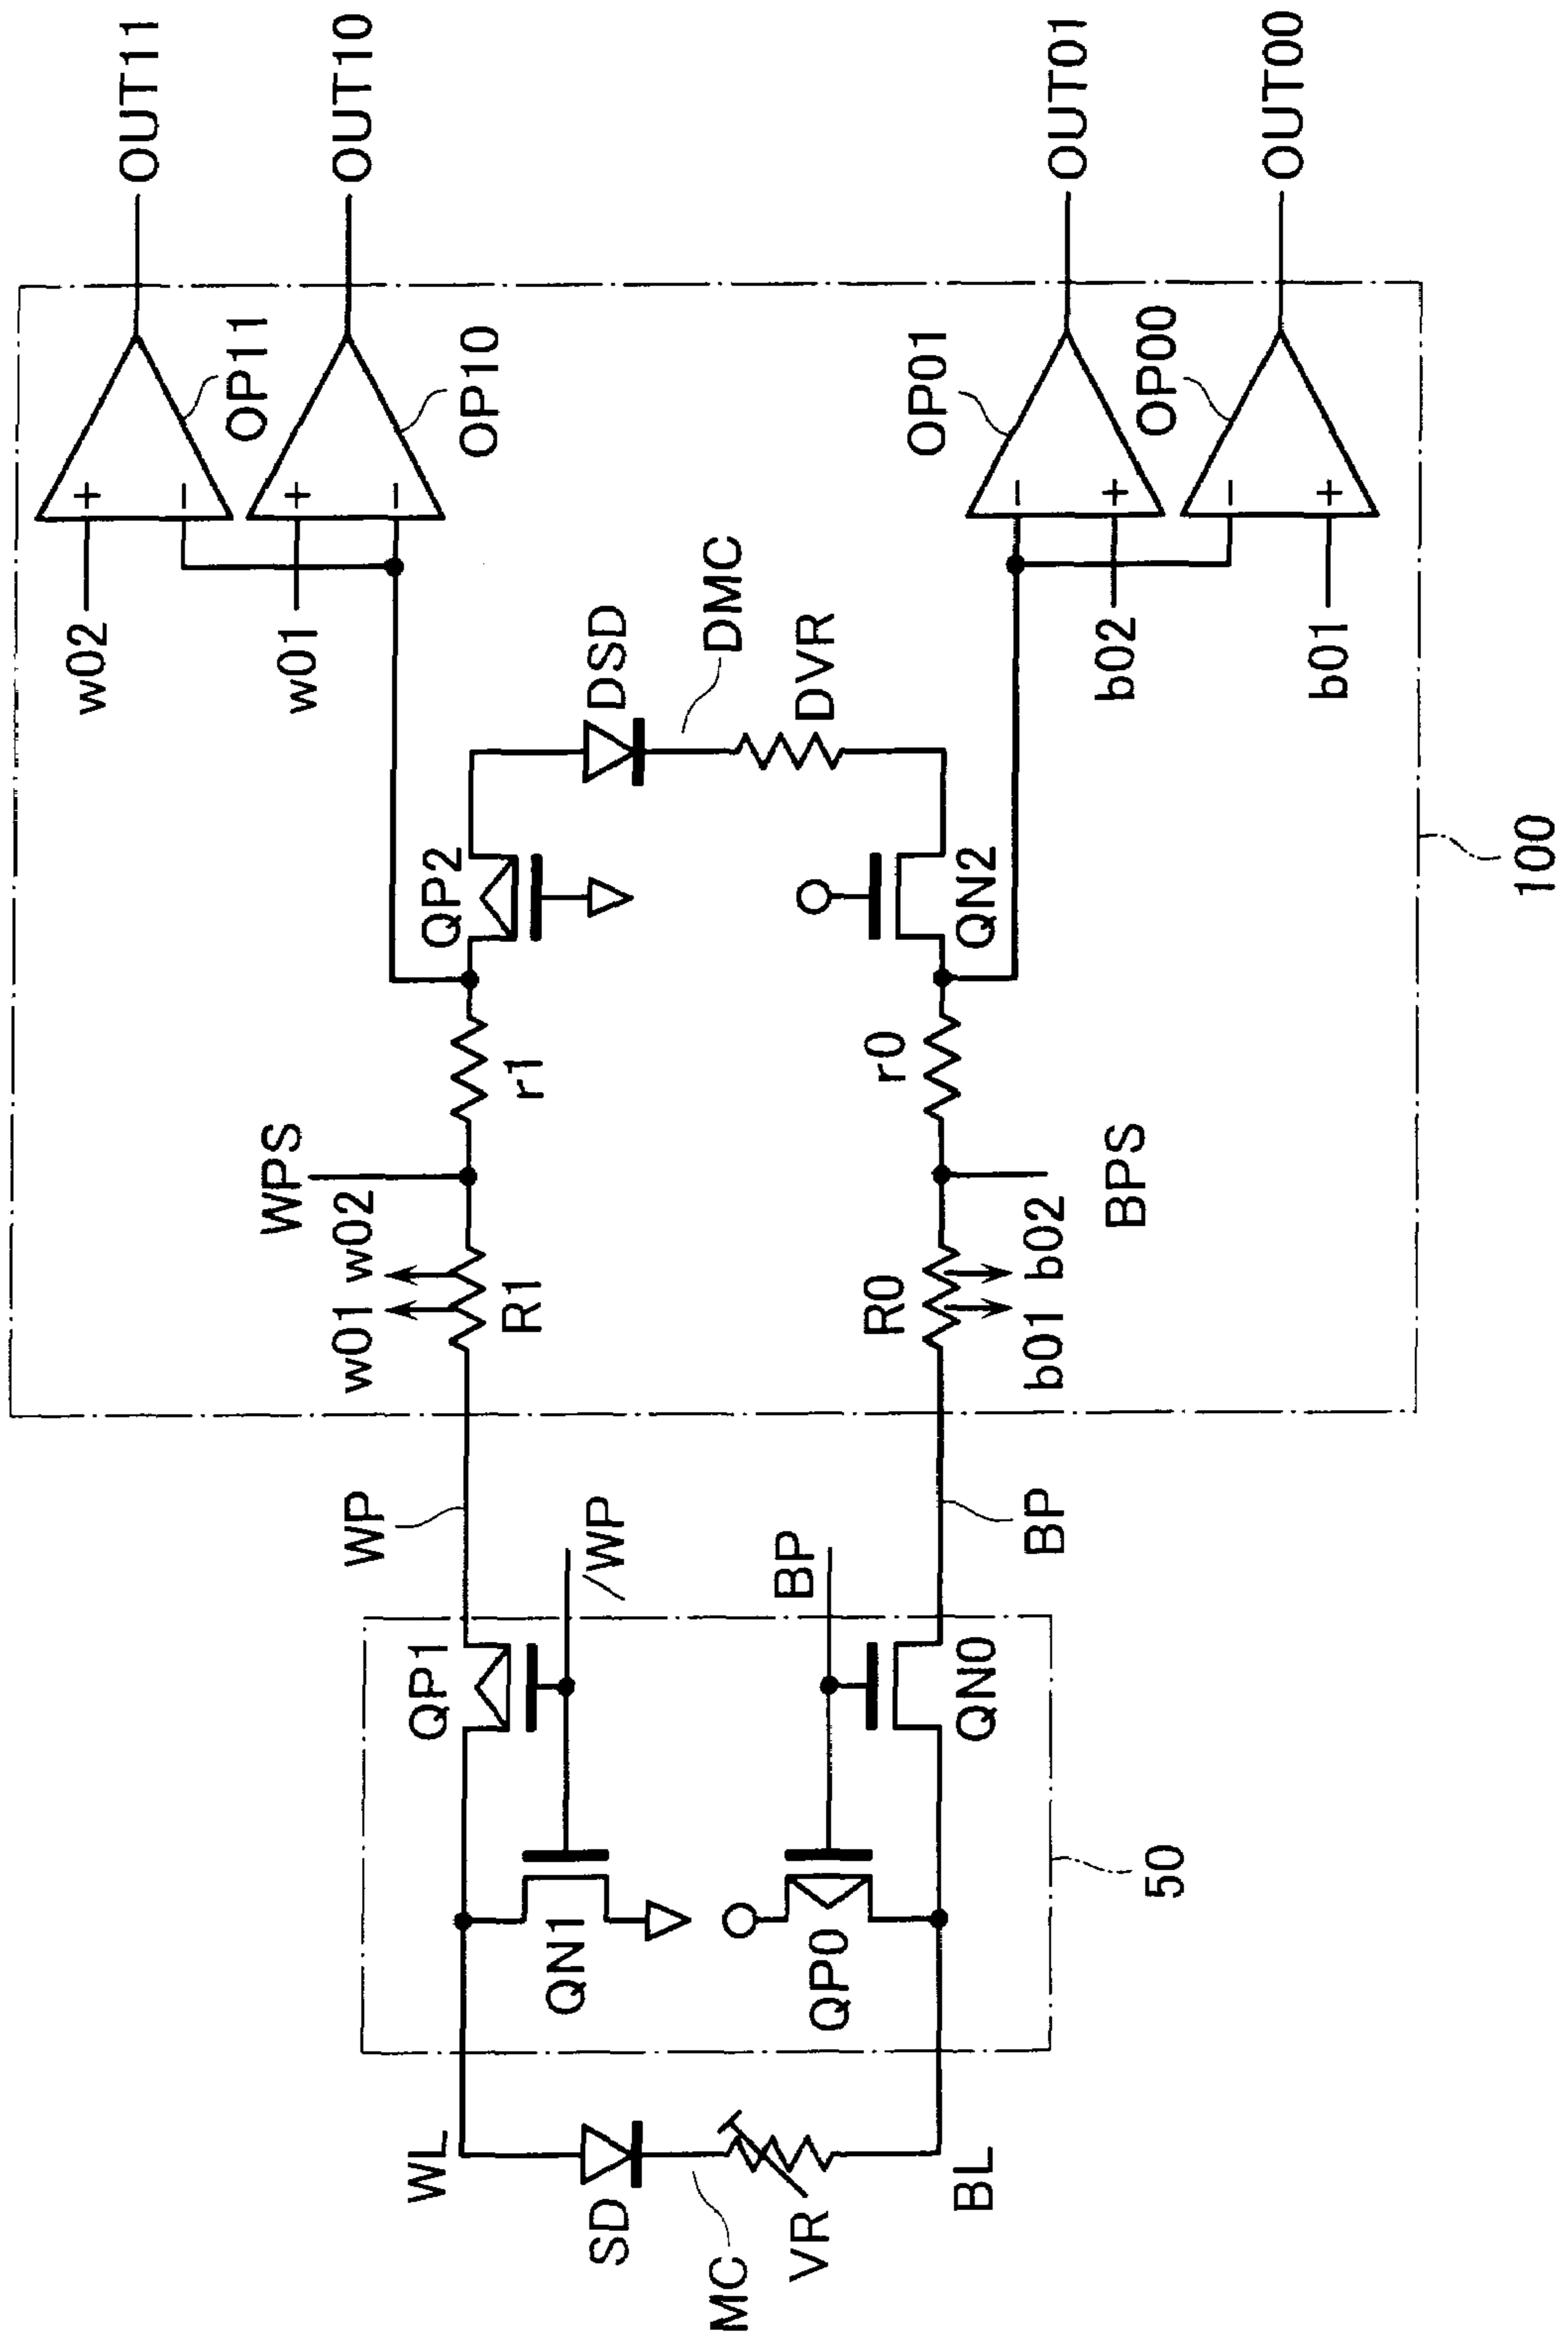 OUT11
OUT10
OUT01
OUT00
OP11
OP10
OP01
OP00
+
-
+
-
-
+
-
+
w02
w01
b02
b01
DSD
DMC
DVR
QP2
QN2
100
r1
r0
WPS
BPS
w01 w02
R1
R0
b01 b02
WP
/WP
BP
BP
QP1
QN0
QN1
QP0
50
WL
SD
MC
VR
BL